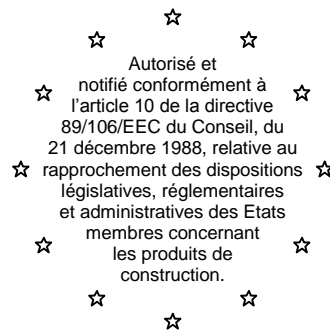 Autorisé et
notifié conformément à
l'article 10 de la directive
89/106/EEC du Conseil, du
21 décembre 1988, relative au
rapprochement des dispositions
législatives, réglementaires
et administratives des Etats
membres concernant
les produits de
construction.